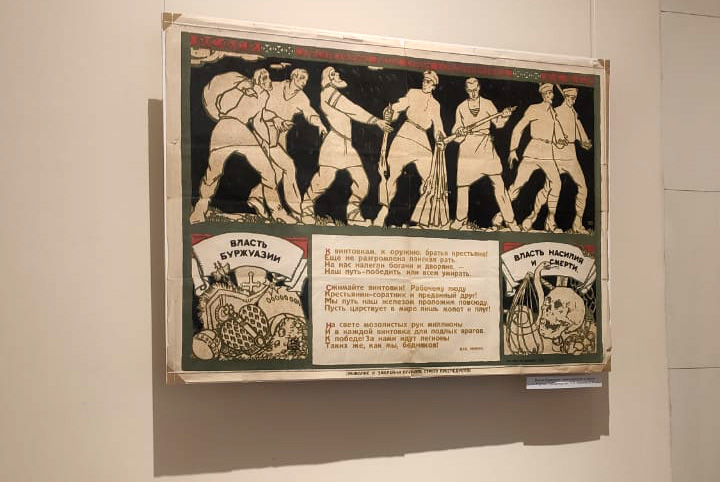 ВЛАСТЬ
БУРЖУАЗИИ
К винтовкам, к оружию, братья крестьяне!
Еще не разгромлена панская рать.
На нас налегли богачи и дворяне, —
Наш путь-победить или всем умирать.
Сжимайте винтовки! Рабочему люду
Крестьянин-соратник и преданный друг!
Мы путь наш железом проложим повсюду.
Пусть царствует в мире лишь молот и плуг!
На свете мозолистых рук миллионы
И в каждой винтовка для подлых врагов.
К победе! За нами идут легионы
Таких же, как мы, бедняков!
ВЛАСТЬ НАСИЛИЯ
И СМЕРТИ